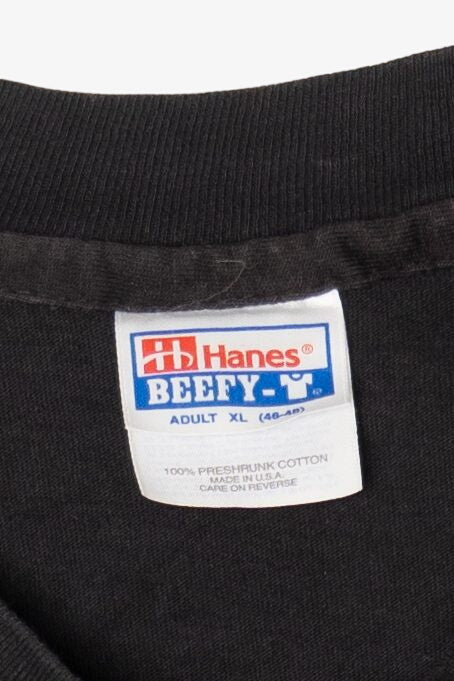 Hanes®
BEEFY-T
ADULT XL (46-48)
100% PRESHRUNK COTTON
MADE IN U.S.A.
CARE ON REVERSE